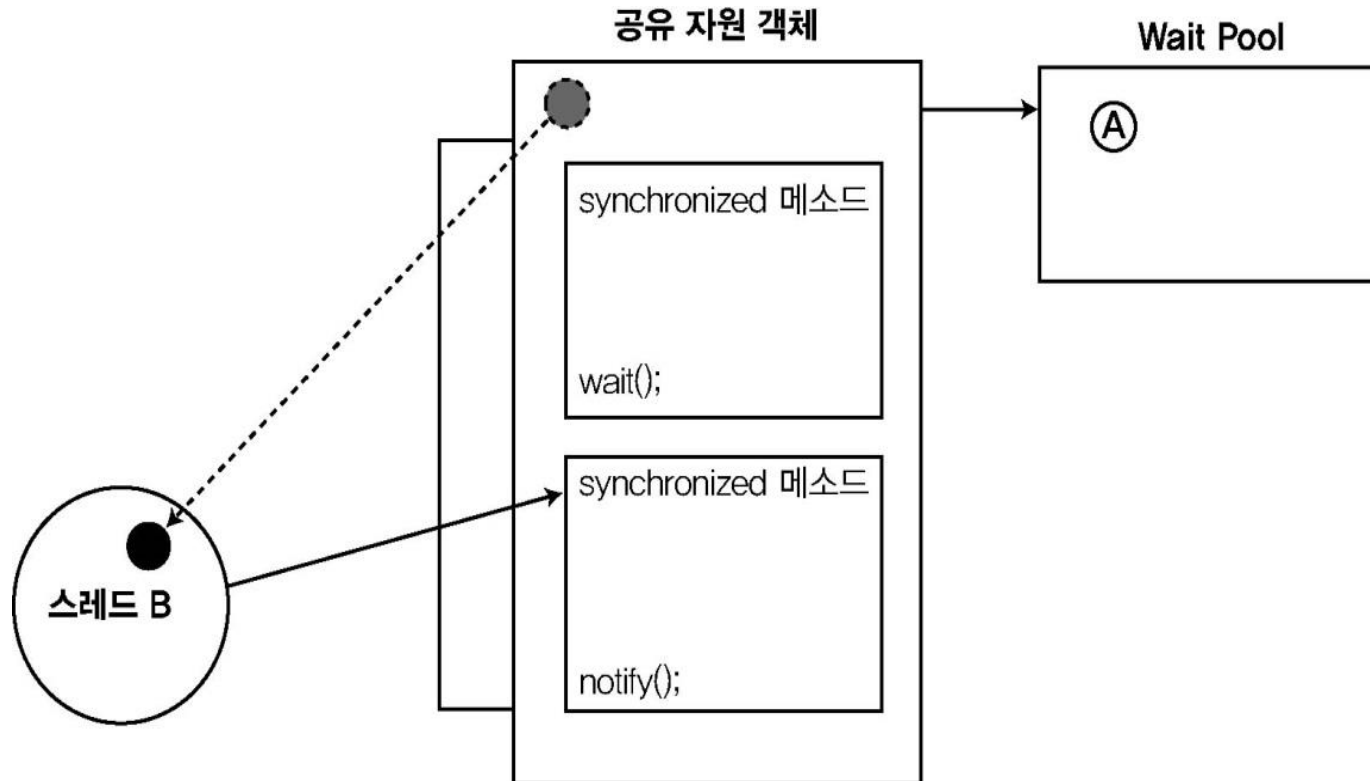 공유 자원 객체
Wait Pool
A
synchronized 메소드
wait();
synchronized 메소드
notify();
스레드 B